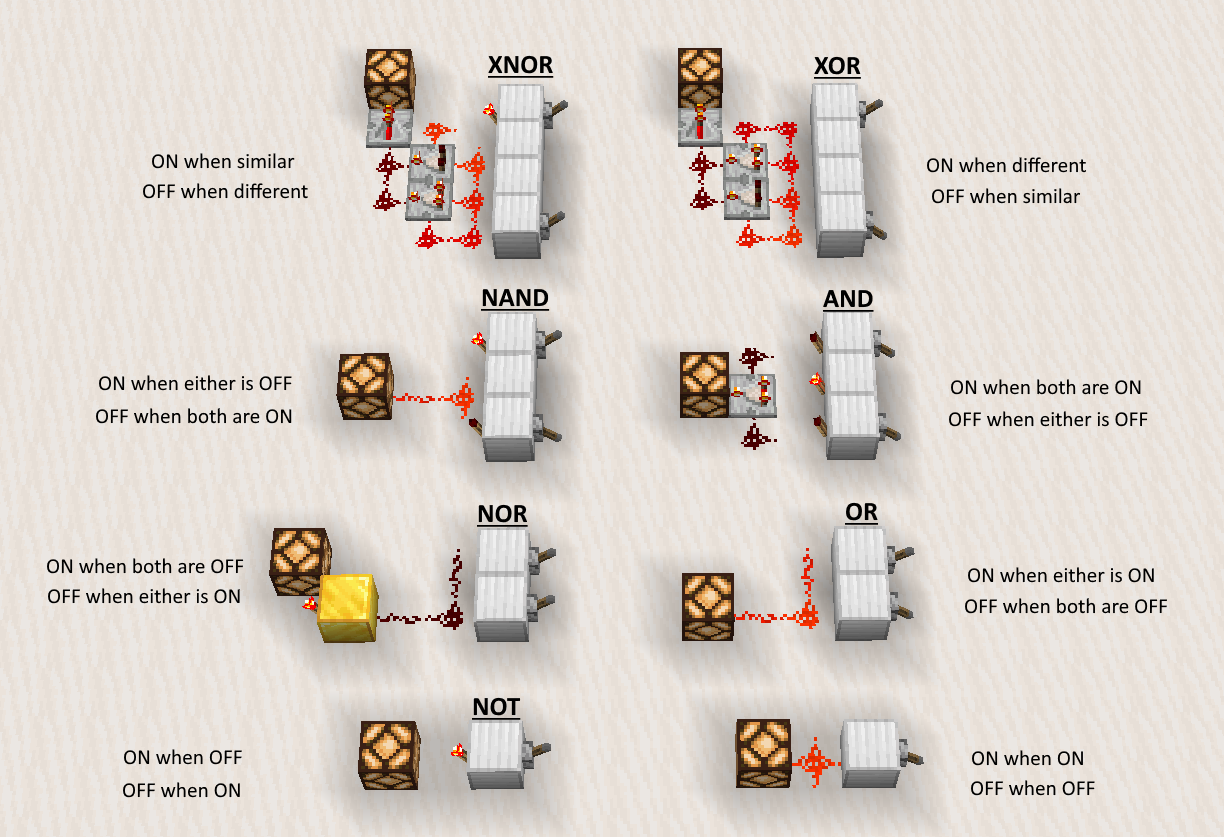 XNOR
XOR
ON when similar
OFF when different
ON when different
OFF when similar
NAND
AND
ON when either is OFF
OFF when both are ON
ON when both are ON
OFF when either is OFF
NOR
OR
ON when both are OFF
OFF when either is ON
ON when either is ON
OFF when both are OFF
NOT
ON when OFF
OFF when ON
ON when ON
OFF when OFF